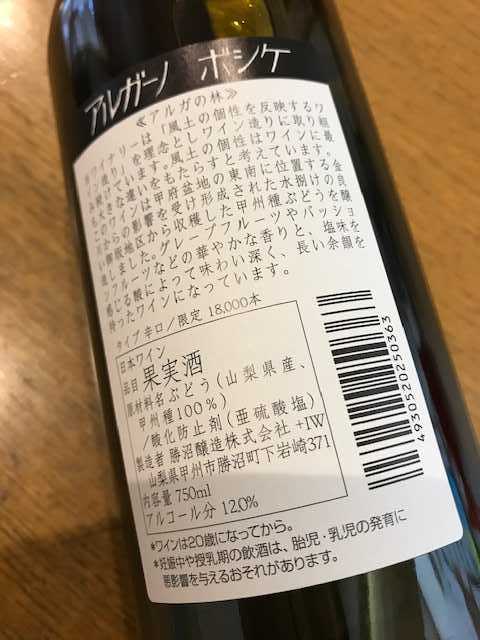 アルガーノ ボシケ
≪アルガの林≫
ワイナリーは「風土の個性を反映するワ
イン造り」を理念としワイン造りに取り組
み続けています。風土の個性はワインに最
も大きな違いをもたらすと考えています。
このワインは甲府盆地の東南に位置する金
川からの影響を受け形成された水捌けの良
い御坂地区から収穫した甲州種ぶどうを醸
造しました。グレープフルーツやパッショ
ンフルーツなどの華やかな香りと、塩味を
感じる酸によって味わい深く、長い余韻を
持ったワインになっています。
タイプ 辛口/限定 18,000本
日本ワイン
品目 果実酒
原材料名 ぶどう(山梨県産、
甲州種100%)
/酸化防止剤(亜硫酸塩)
製造者 勝沼醸造株式会社 +IW
山梨県甲州市勝沼町下岩崎371
内容量 750ml
アルコール分 12.0%
4930520250363
*ワインは20歳になってから。
*妊娠中や授乳期の飲酒は、胎児・乳児の発育に
悪影響を与えるおそれがあります。